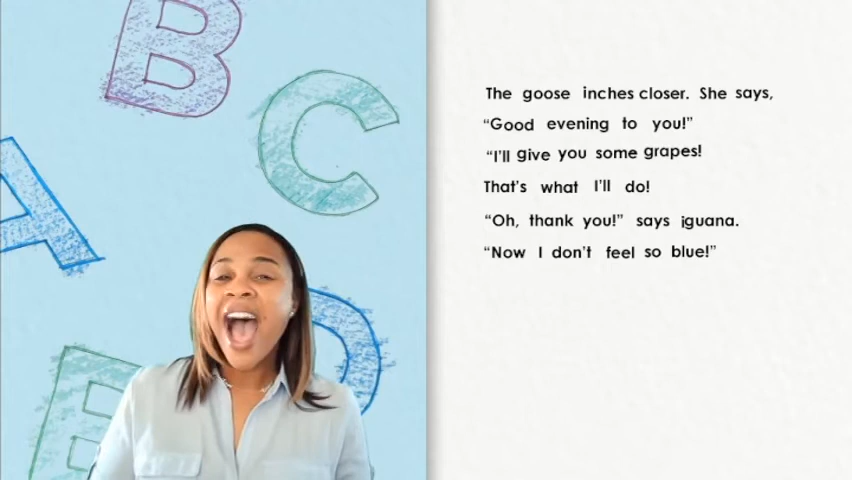 B
C
A
D
E
The goose inches closer. She says,
“Good evening to you!”
“I'll give you some grapes!
That's what I'll do!
“Oh, thank you!” says iguana.
“Now I don't feel so blue!”